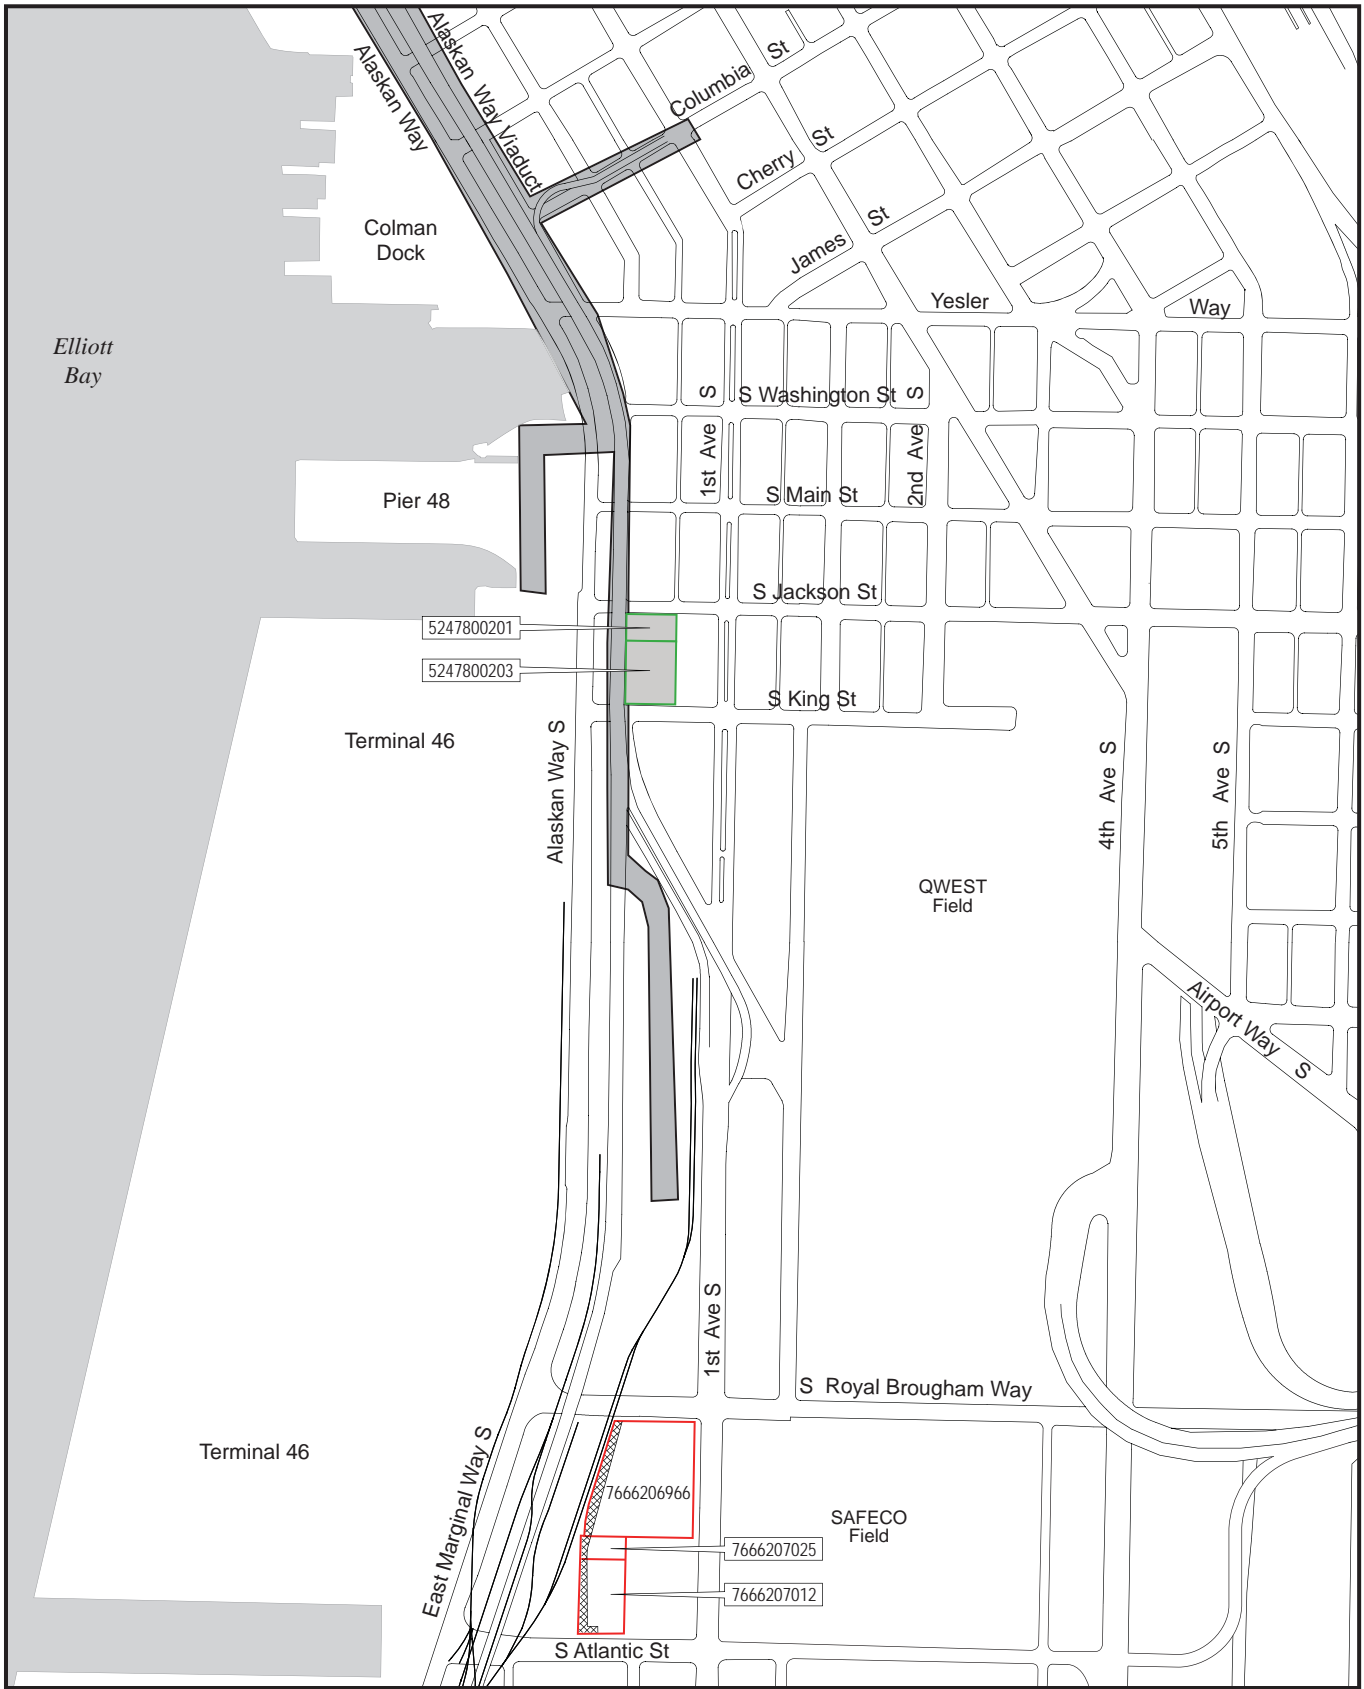 Alaskan Way Viaduct
Alaskan Way
Columbia St
Cherry St
James St
Colman
Dock
Yesler Way
Elliott
Bay
S Washington St
1st Ave S
2nd Ave S
Pier 48
S Main St
S Jackson St
5247800201
5247800203
S King St
Terminal 46
Alaskan Way S
4th Ave S
5th Ave S
QWEST
Field
Airport Way S
1st Ave S
S Royal Brougham Way
Terminal 46
East Marginal Way S
7666206966
SAFECO
Field
7666207025
7666207012
S Atlantic St